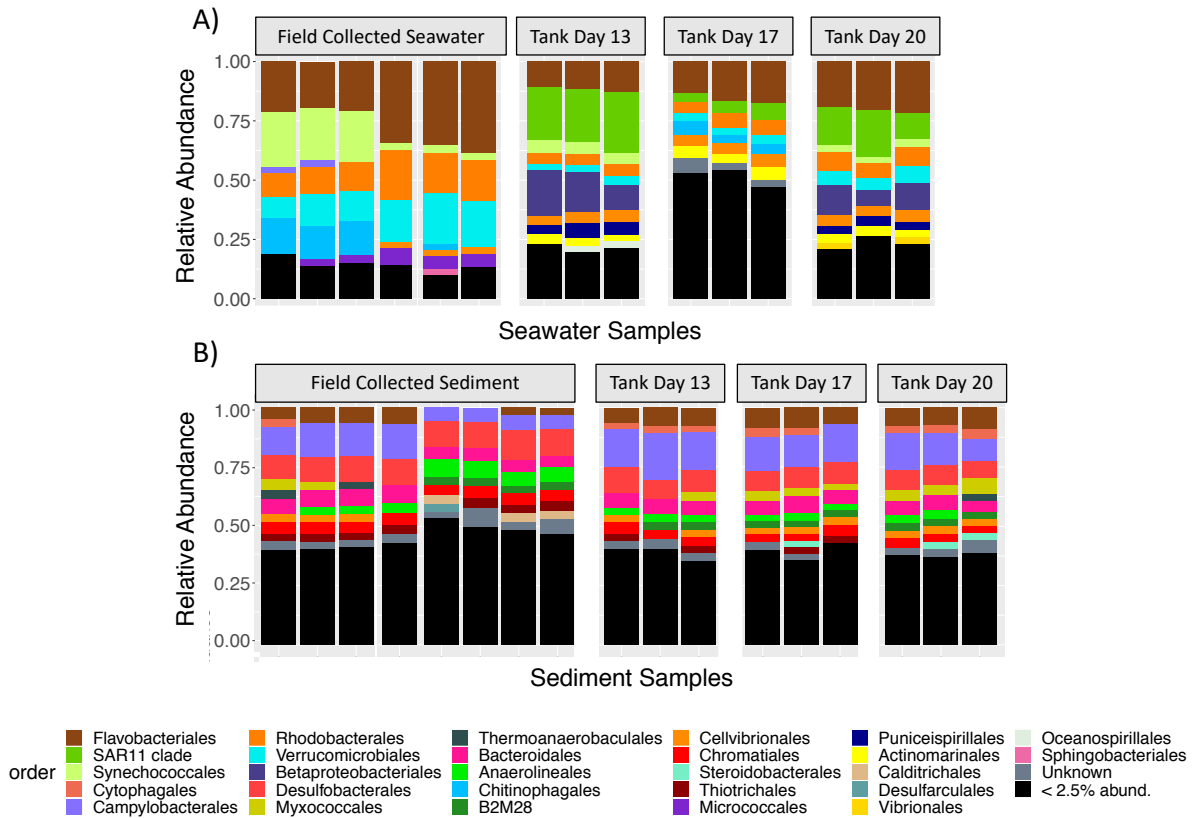 A)
Field Collected Seawater Tank Day 13 Tank Day 17 Tank Day 20
Relative Abundance
1.00
0.75
0.50
0.25
0.00
Seawater Samples
B)
Field Collected Sediment Tank Day 13 Tank Day 17 Tank Day 20
Relative Abundance
1.00
0.75
0.50
0.25
0.00
Sediment Samples
order
Flavobacteriales Rhodobacterales Thermoanaerobaculales Cellvibrionales Puniceispirillales Oceanospirillales
SAR11 clade Verrucomicrobiales Bacteroidales Chromatiales Actinomarinales Sphingobacteriales
Synechococcales Betaproteobacteriales Anaerolineales Steroidobacterales Calditrichales Unknown
Cytophagales Desulfobacterales Chitinophagales Thiotrichales Desulfarculales < 2.5% abund.
Campylobacterales Myxococcales B2M28 Micrococcales Vibrionales